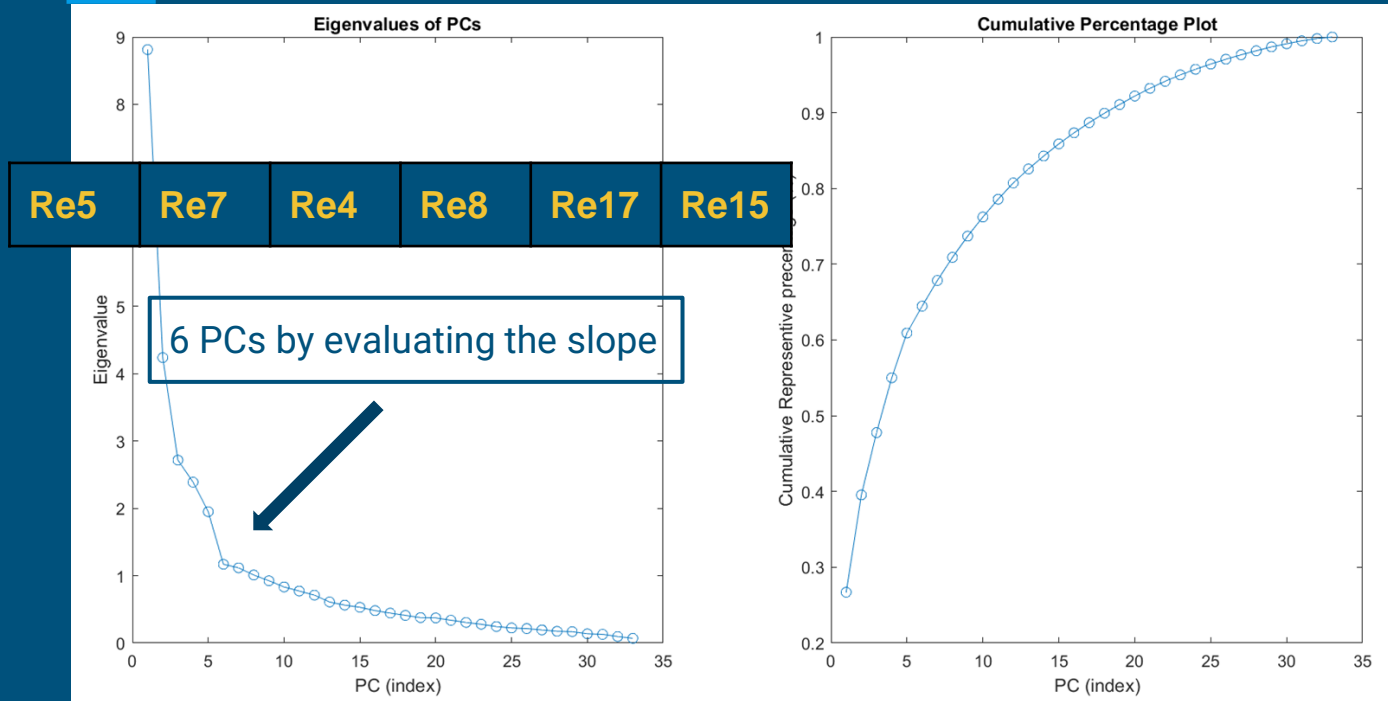 Eigenvalues of PCs
9
8
5
4
3
2
1
0
Eigenvalue
0 5 10 15 20 25 30 35
PC (index)
Re5 Re7 Re4 Re8 Re17 Re15
6 PCs by evaluating the slope
Cumulative Percentage Plot
1
0.9
0.8
0.7
0.6
0.5
0.4
0.3
0.2
Cumulative Representive
0 5 10 15 20 25 30 35
PC (index)